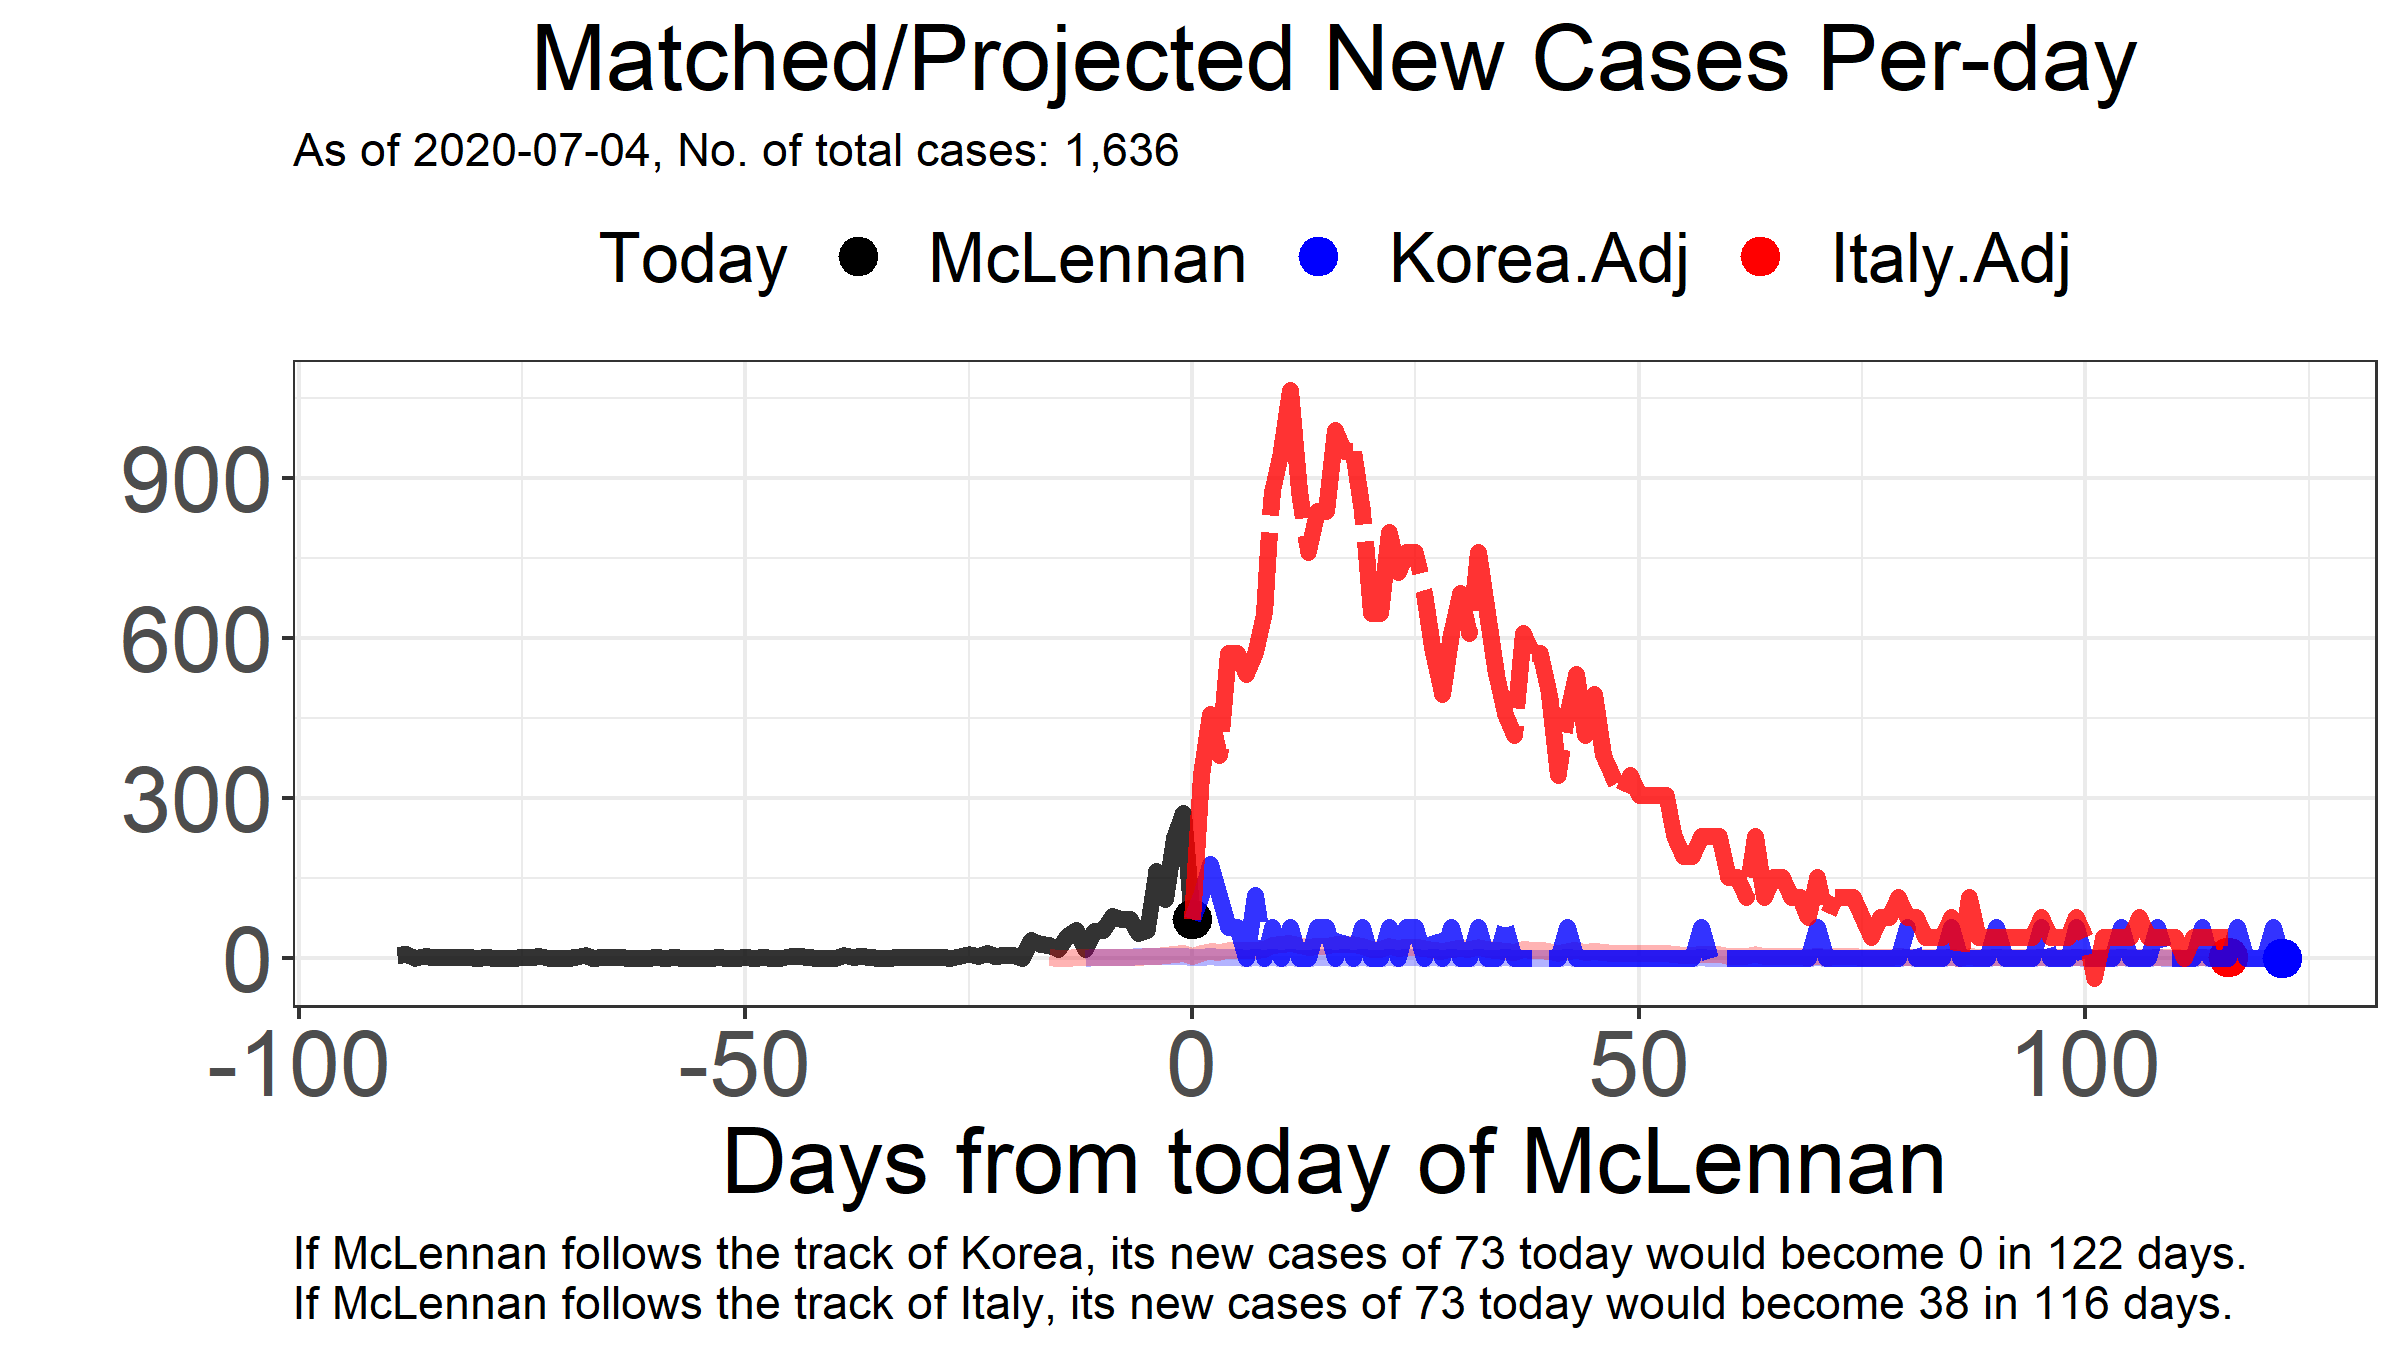 Matched/Projected New Cases Per-day
As of 2020-07-04, No. of total cases: 1,636
Today McLennan Korea.Adj Italy.Adj
900
600
300
0
-100 -50 0 50 100
Days from today of McLennan
If McLennan follows the track of Korea, its new cases of 73 today would become 0 in 122 days.
If McLennan follows the track of Italy, its new cases of 73 today would become 38 in 116 days.